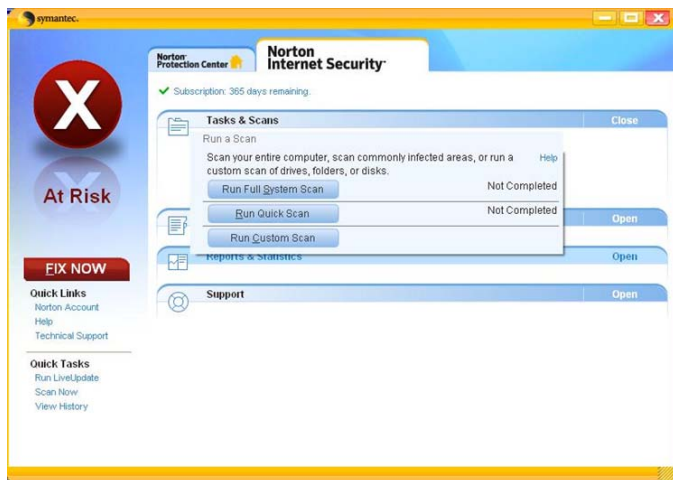 symantec.
Norton
Protection Center
Norton
Internet Security
Subscription: 365 days remaining.
Tasks & Scans
Close
Run a Scan
Scan your entire computer, scan commonly infected areas, or run a
custom scan of drives, folders, or disks.
Help
Run Full System Scan
Not Completed
Run Quick Scan
Not Completed
Run Custom Scan
Open
Reports & Statistics
Open
Support
Open
X
At Risk
FIX NOW
Quick Links
Norton Account
Help
Technical Support
Quick Tasks
Run LiveUpdate
Scan Now
View History